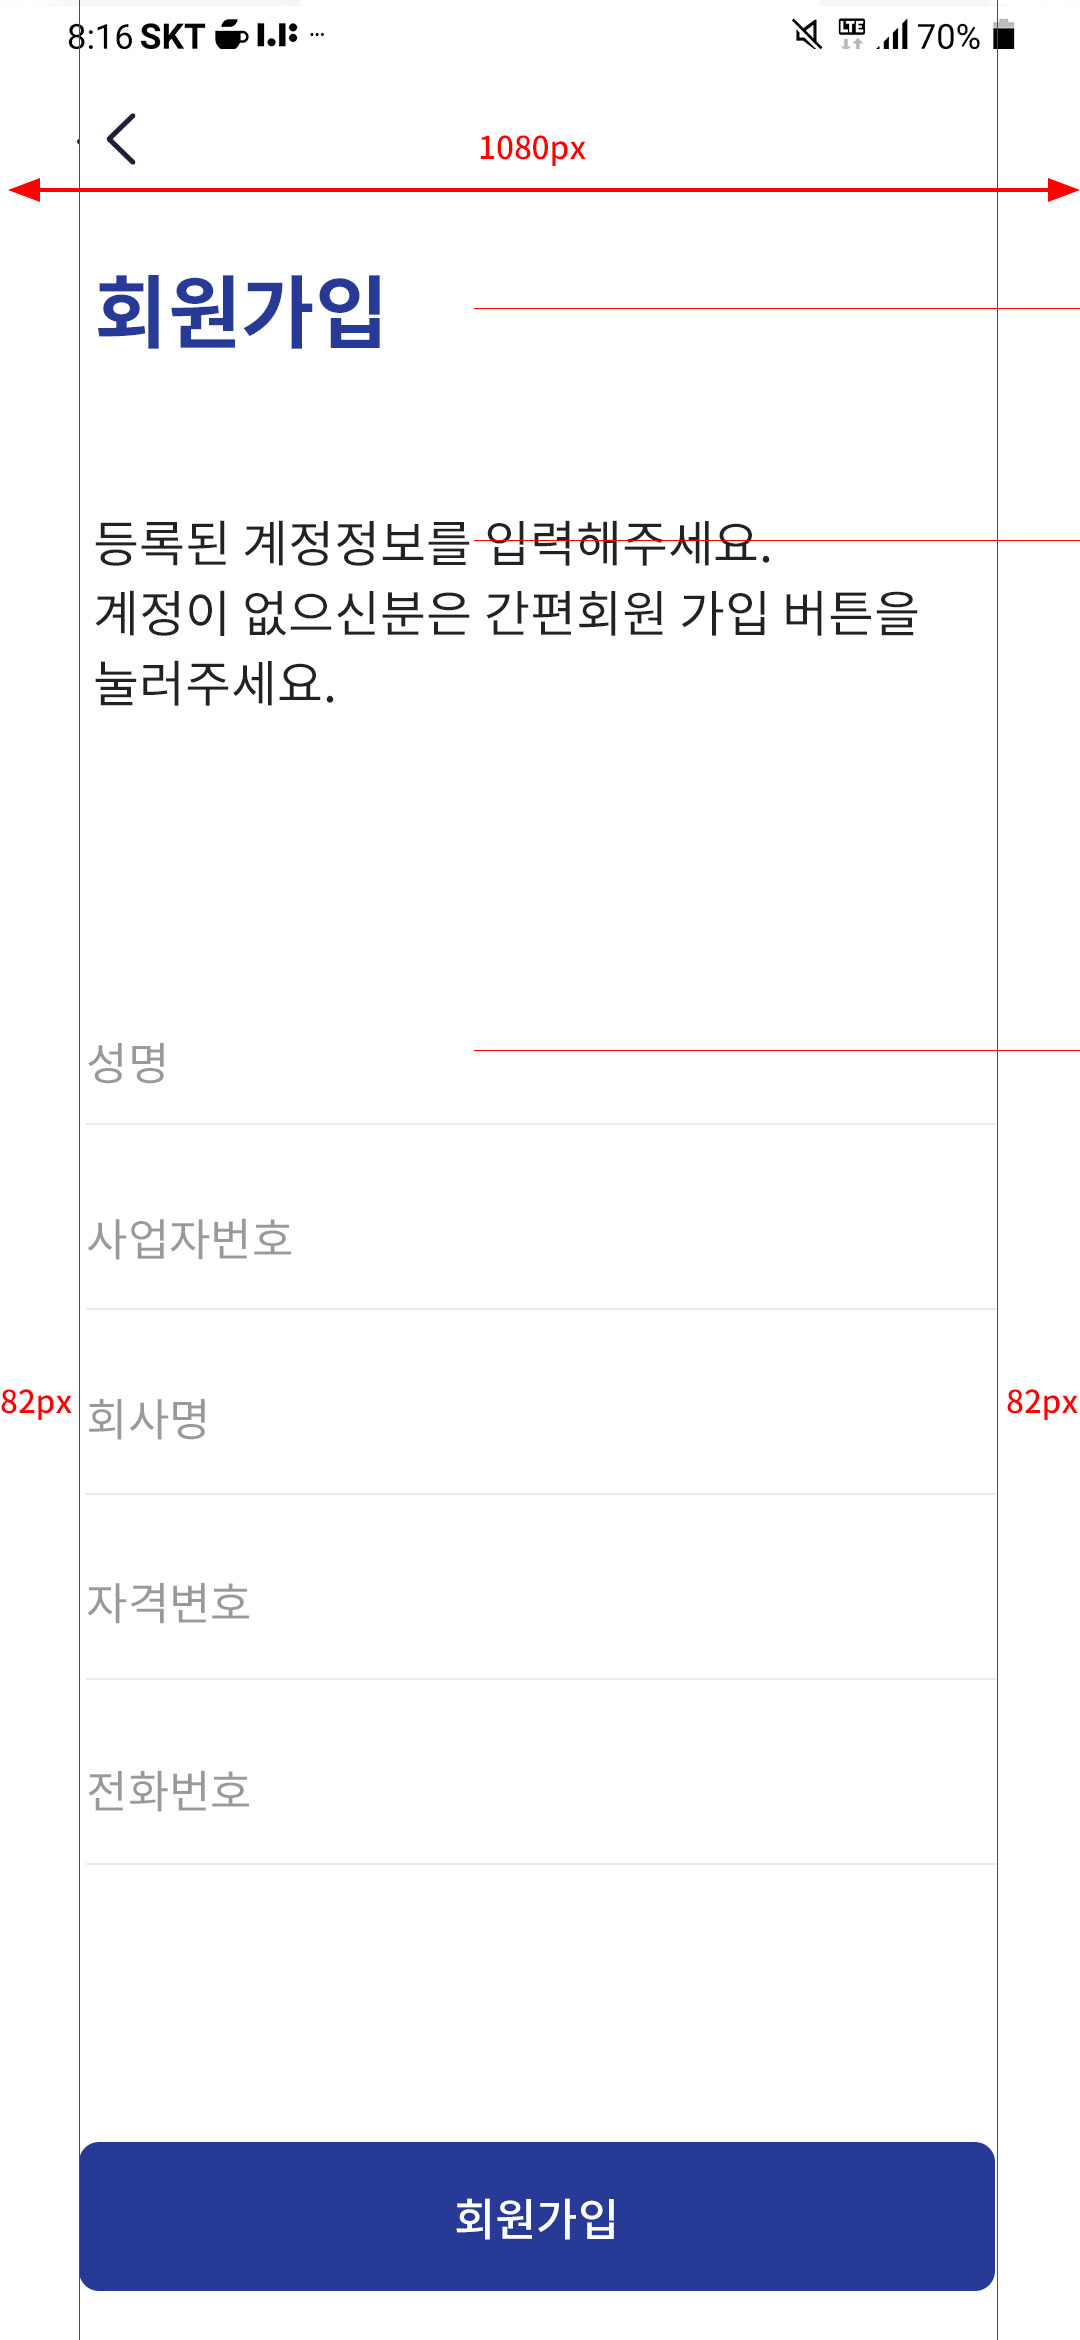 8:16 SKT ... 70%
LTE
1080px
회원가입
등록된 계정정보를 입력해주세요.
계정이 없으신분은 간편회원 가입 버튼을
눌러주세요.
성명
사업자번호
82px 회사명 82px
자격변호
전화번호
회원가입